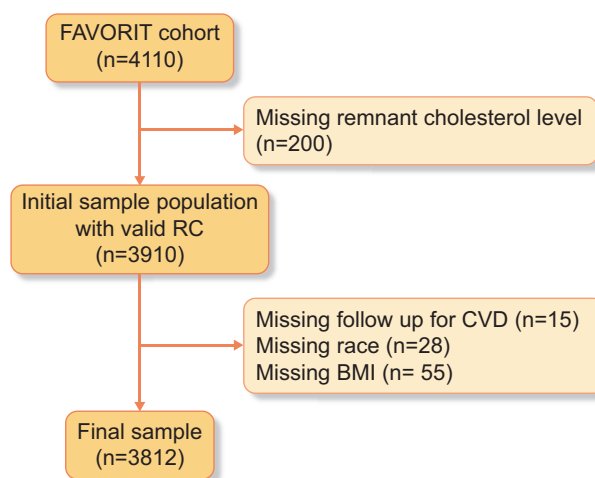 FAVORIT cohort
(n=4110)
Missing remnant cholesterol level
(n=200)
Initial sample population
with valid RC
(n=3910)
Missing follow up for CVD (n=15)
Missing race (n=28)
Missing BMI (n= 55)
Final sample
(n=3812)